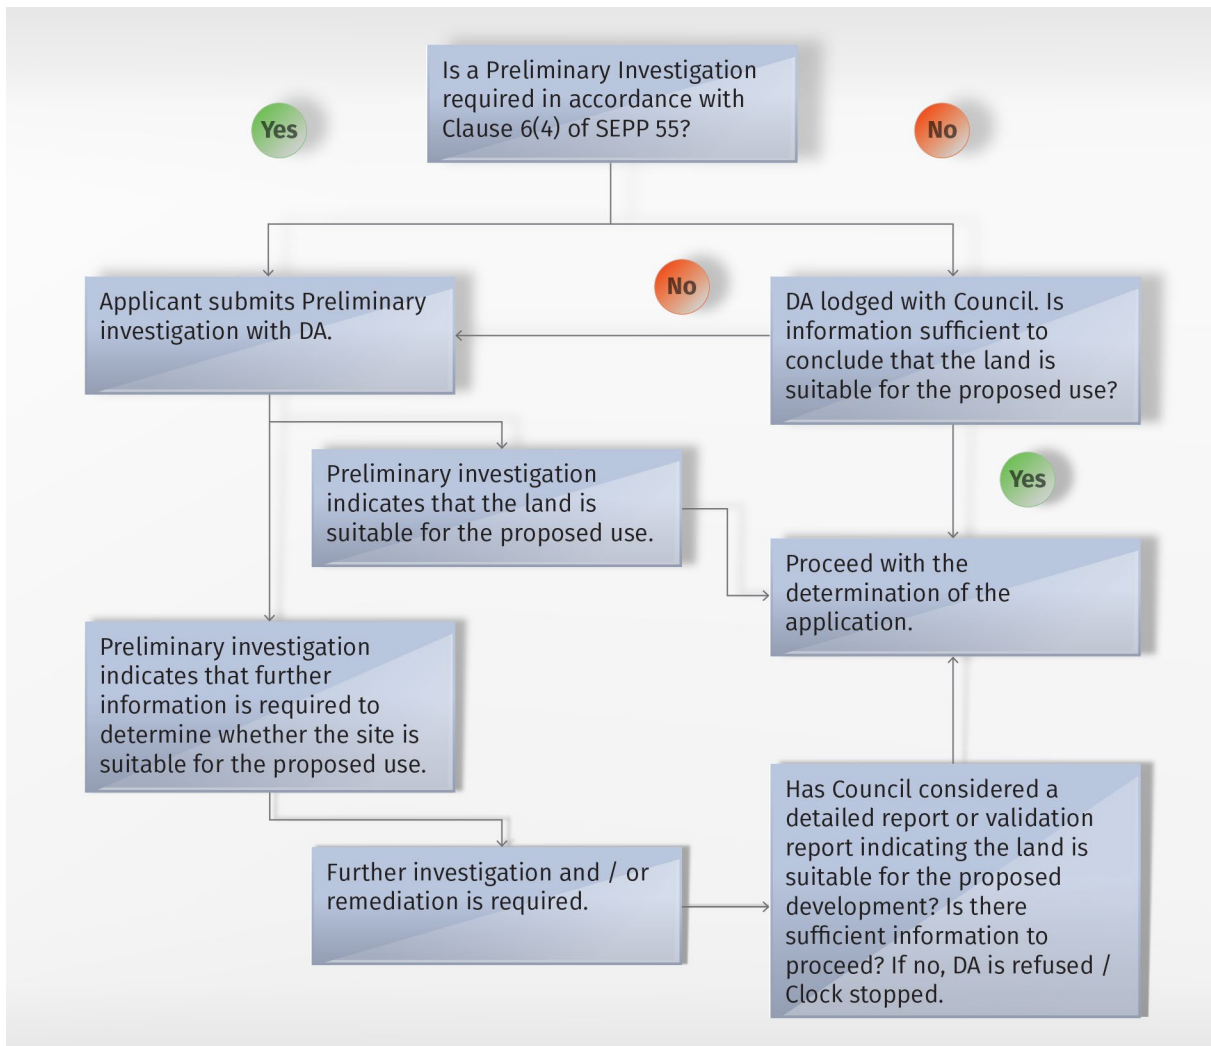 Is a Preliminary Investigation
required in accordance with
Clause 6(4) of SEPP 55?
Yes
No
Applicant submits Preliminary
investigation with DA.
No
DA lodged with Council. Is
information sufficient to
conclude that the land is
suitable for the proposed use?
Preliminary investigation
indicates that the land is
suitable for the proposed use.
Yes
Proceed with the
determination of the
application.
Preliminary investigation
indicates that further
information is required to
determine whether the site is
suitable for the proposed use.
Further investigation and / or
remediation is required.
Has Council considered a
detailed report or validation
report indicating the land is
suitable for the proposed
development? Is there
sufficient information to
proceed? If no, DA is refused /
Clock stopped.